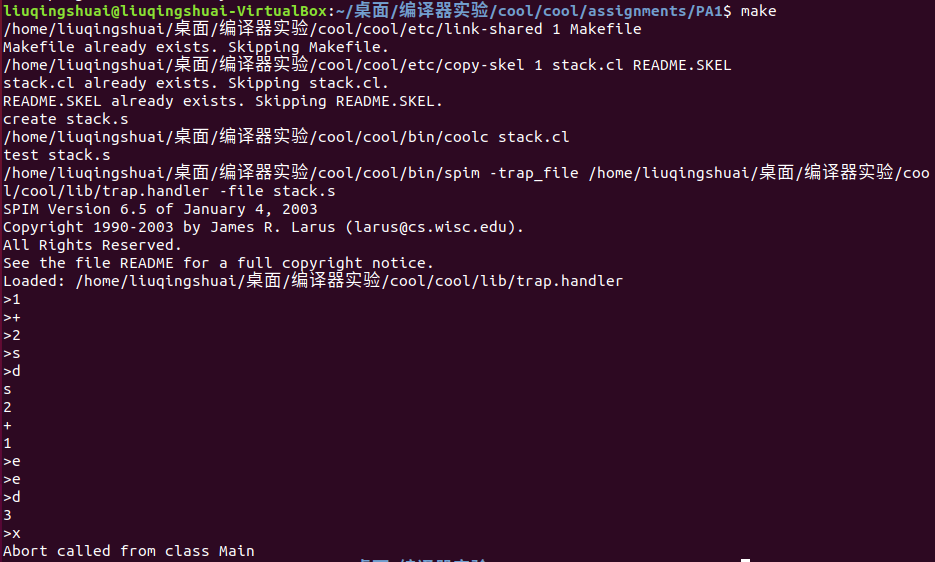 liuqingshuai@liuqingshuai-VirtualBox:~/桌面/编译器实验/cool/cool/assignments/PA1$ make
/home/liuqingshuai/桌面/编译器实验/cool/cool/etc/link-shared 1 Makefile
Makefile already exists. Skipping Makefile.
/home/liuqingshuai/桌面/编译器实验/cool/cool/etc/copy-skel 1 stack.cl README.SKEL
stack.cl already exists. Skipping stack.cl.
README.SKEL already exists. Skipping README.SKEL.
create stack.s
/home/liuqingshuai/桌面/编译器实验/cool/cool/bin/coolc stack.cl
test stack.s
/home/liuqingshuai/桌面/编译器实验/cool/cool/bin/spim -trap_file /home/liuqingshuai/桌面/编译器实验/coo
l/cool/lib/trap.handler -file stack.s
SPIM Version 6.5 of January 4, 2003
Copyright 1990-2003 by James R. Larus (larus@cs.wisc.edu).
All Rights Reserved.
See the file README for a full copyright notice.
Loaded: /home/liuqingshuai/桌面/编译器实验/cool/cool/lib/trap.handler
>1
>+
>2
>s
>d
s
2
+
1
>e
>e
>d
3
>x
Abort called from class Main